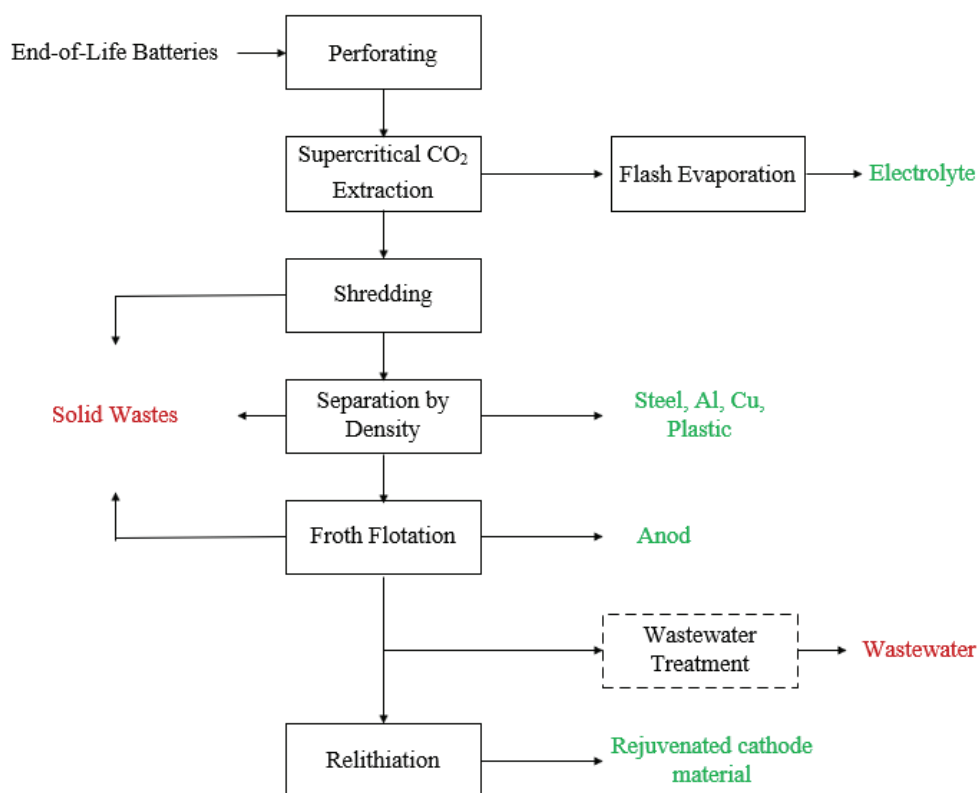 End-of-Life Batteries
Perforating
Supercritical CO₂
Extraction
Flash Evaporation
Electrolyte
Shredding
Solid Wastes
Separation by
Density
Steel, Al, Cu,
Plastic
Froth Flotation
Anod
Wastewater
Treatment
Wastewater
Relithiation
Rejuvenated cathode
material